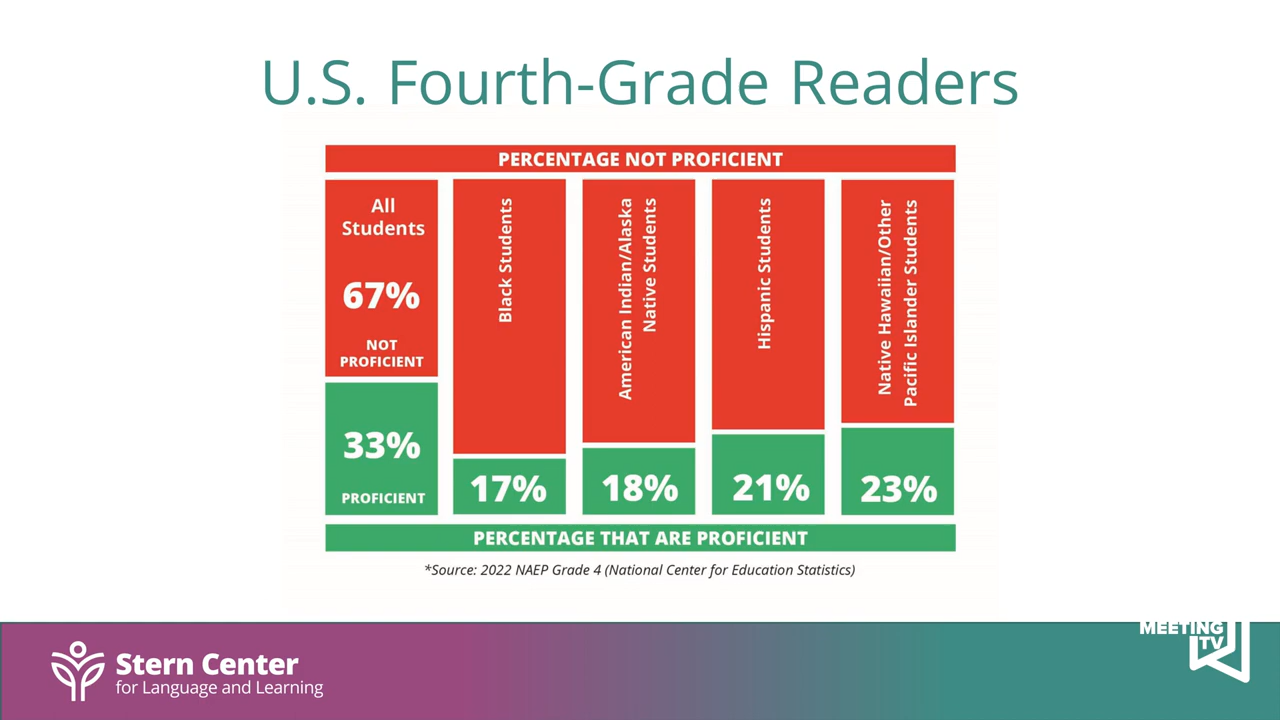 U.S. Fourth-Grade Readers
PERCENTAGE NOT PROFICIENT
All
Students
67%
NOT
PROFICIENT
33%
PROFICIENT
Black Students
17%
American Indian/Alaska
Native Students
18%
Hispanic Students
21%
Native Hawaiian/Other
Pacific Islander Students
23%
PERCENTAGE THAT ARE PROFICIENT
*Source: 2022 NAEP Grade 4 (National Center for Education Statistics)
Stern Center
for Language and Learning
MEETING
TV